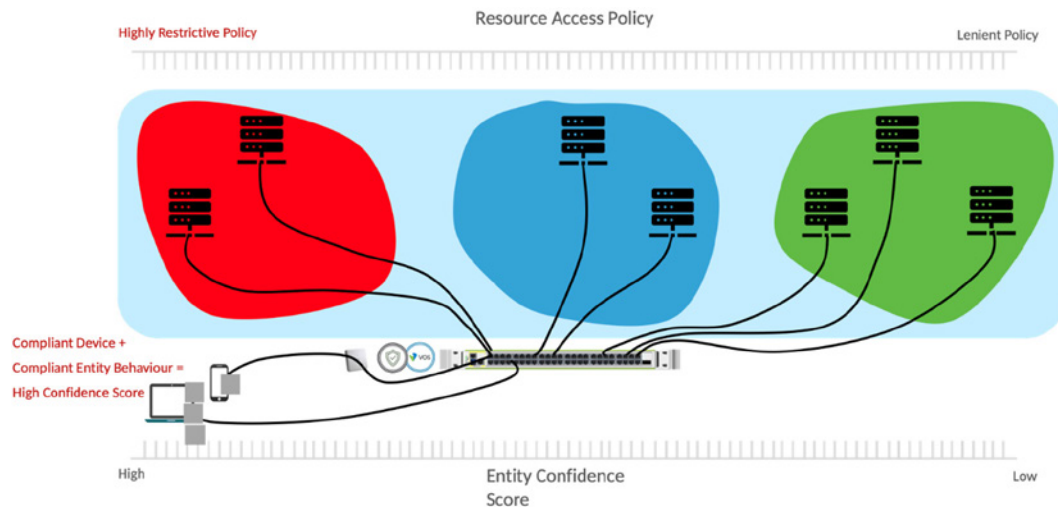 Resource Access Policy
Highly Restrictive Policy
Lenient Policy
Compliant Device +
Compliant Entity Behaviour =
High Confidence Score
VOS
High
Entity Confidence
Score
Low